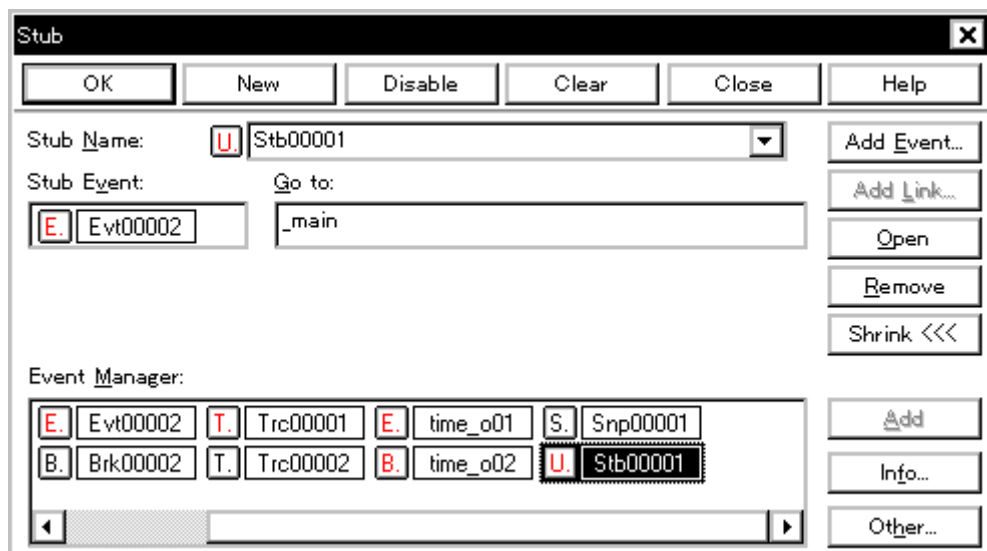 Stub
OK New Disable Clear Close Help
Stub Name: U. Stb00001 Add Event...
Stub Event: Go to: Add Link...
E. Evt00002 _main Open
Remove
Shrink <<<
Event Manager:
E. Evt00002 T. Trc00001 E. time_o01 S. Snp00001 Add
B. Brk00002 T. Trc00002 B. time_o02 U. Stb00001 Info...
Other...